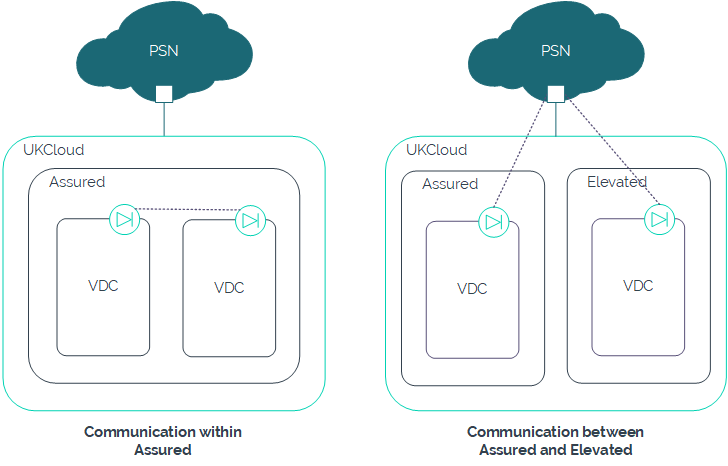 PSN
UKCloud
Assured
VDC
VDC
Communication within
Assured
PSN
UKCloud
Assured
Elevated
VDC
VDC
Communication between
Assured and Elevated